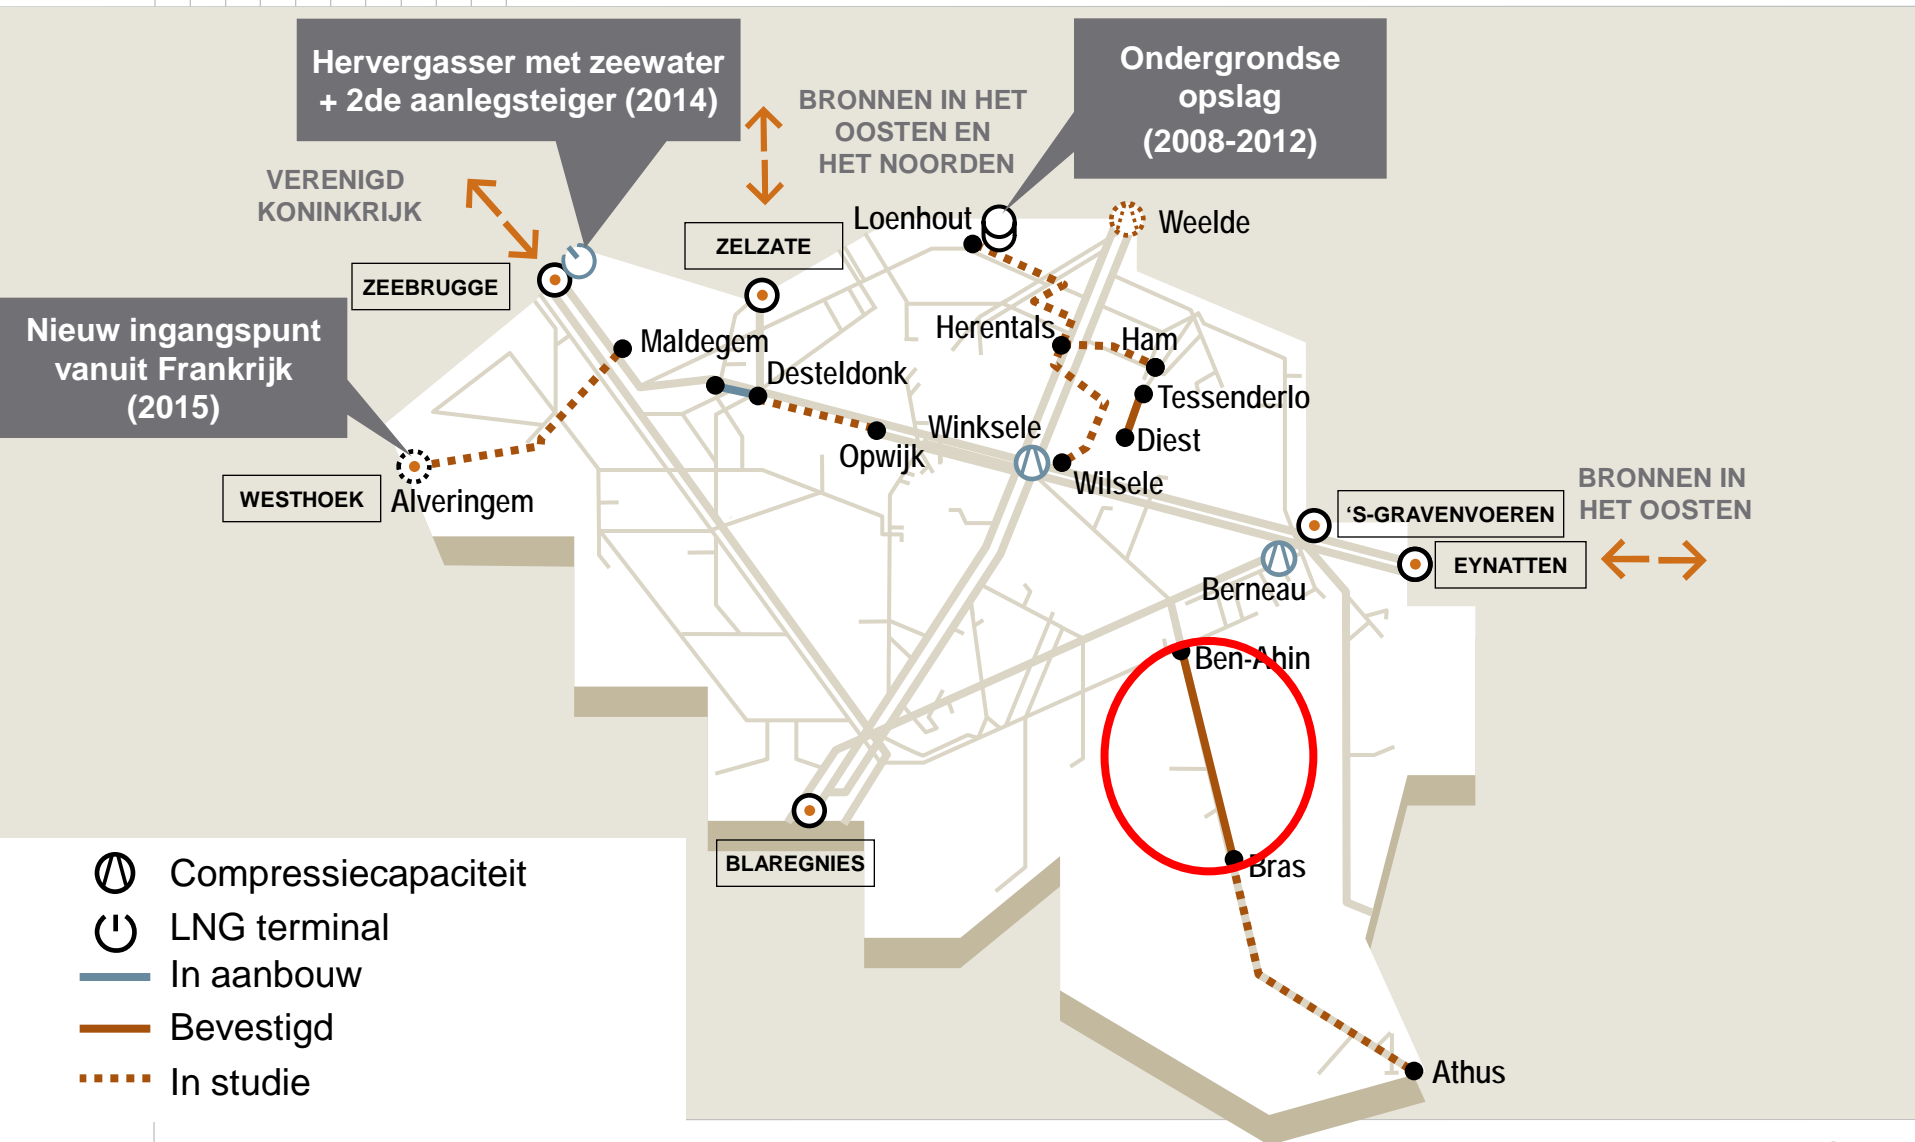 Hervergasser met zeewater
+ 2de aanlegsteiger (2014)
BRONNEN IN HET
OOSTEN EN
HET NOORDEN
Ondergrondse
opslag
(2008-2012)
VERENIGD
KONINKRIJK
Loenhout
Weelde
ZELZATE
ZEEBRUGGE
Nieuw ingangspunt
vanuit Frankrijk
(2015)
Maldegem
Herentals
Ham
Desteldonk
Tessenderlo
Winksele
Diest
Opwijk
Wilsele
WESTHOEK
Alveringem
BRONNEN IN
HET OOSTEN
'S-GRAVENVOEREN
EYNATTEN
Berneau
Ben-Ahin
BLAREGNIES
Bras
Athus
Compressiecapaciteit
LNG terminal
In aanbouw
Bevestigd
In studie